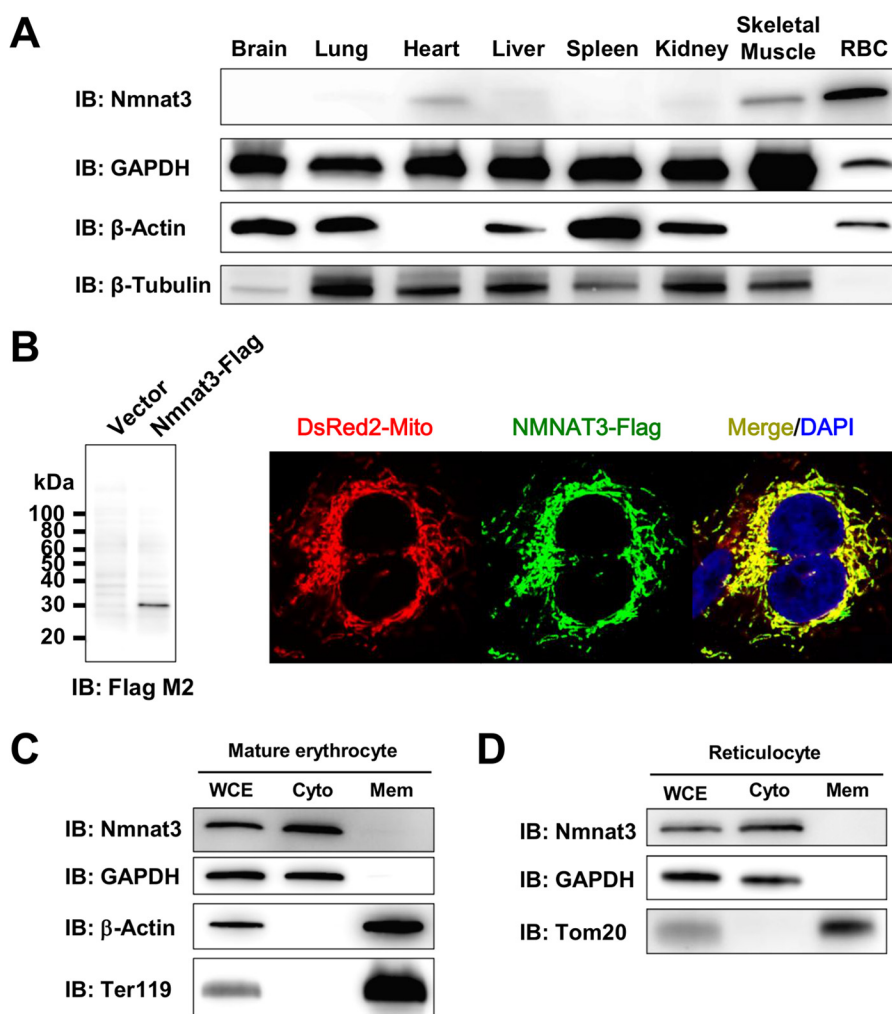 A
Brain Lung Heart Liver Spleen Kidney Skeletal Muscle RBC
IB: Nmnat3
IB: GAPDH
IB: β-Actin
IB: β-Tubulin
B
Vector
Nmnat3-Flag
kDa
100
80
60
50
40
30
20
IB: Flag M2
DsRed2-Mito NMNAT3-Flag Merge/DAPI
C
Mature erythrocyte
WCE Cyto Mem
IB: Nmnat3
IB: GAPDH
IB: β-Actin
IB: Ter119
D
Reticulocyte
WCE Cyto Mem
IB: Nmnat3
IB: GAPDH
IB: Tom20